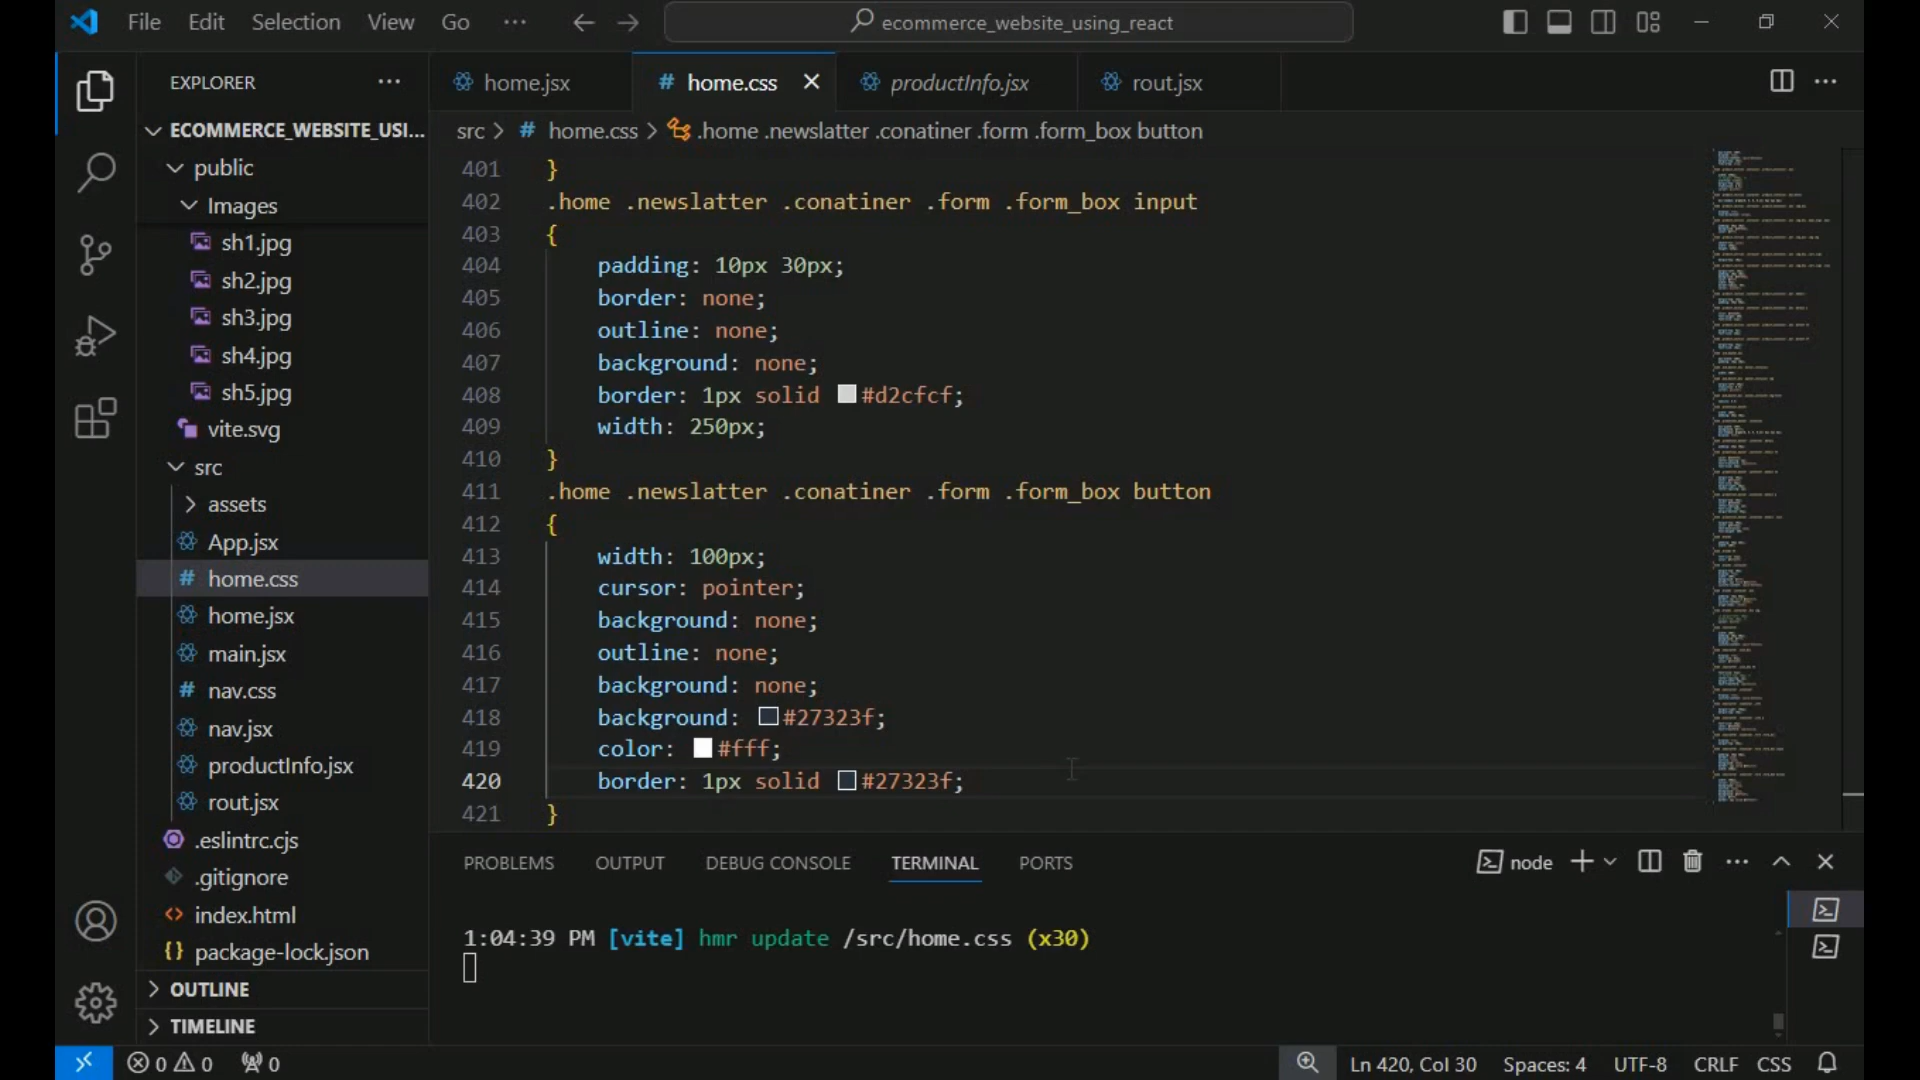 File Edit Selection View Go ··· ecommerce_website_using_react
EXPLORER ···
home.jsx # home.css productInfo.jsx rout.jsx ···
ECOMMERCE_WEBSITE_USI...
src > # home.css > .home .newslatter .conatiner .form .form_box button
public
Images
sh1.jpg
sh2.jpg
sh3.jpg
sh4.jpg
sh5.jpg
vite.svg
src
assets
App.jsx
# home.css
home.jsx
main.jsx
# nav.css
nav.jsx
productInfo.jsx
rout.jsx
.eslintrc.cjs
.gitignore
<> index.html
{} package-lock.json
OUTLINE
TIMELINE
401 }
402 .home .newslatter .conatiner .form .form_box input
403 {
404 padding: 10px 30px;
405 border: none;
406 outline: none;
407 background: none;
408 border: 1px solid #d2cfcf;
409 width: 250px;
410 }
411 .home .newslatter .conatiner .form .form_box button
412 {
413 width: 100px;
414 cursor: pointer;
415 background: none;
416 outline: none;
417 background: none;
418 background: #27323f;
419 color: #fff;
420 border: 1px solid #27323f;
421 }
PROBLEMS OUTPUT DEBUG CONSOLE TERMINAL PORTS node ···
1:04:39 PM [vite] hmr update /src/home.css (x30)
0 0 0 Ln 420, Col 30 Spaces: 4 UTF-8 CRLF CSS